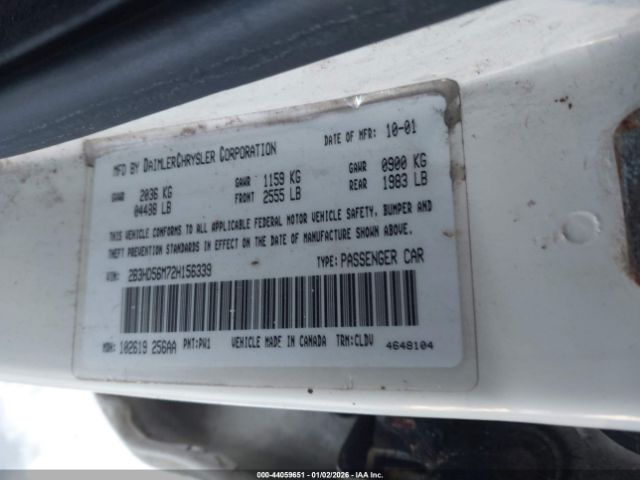 MFD BY DAIMLERCHRYSLER CORPORATION DATE OF MFR: 10-01
GVWR 2036 KG GAWR 1159 KG GAWR 0900 KG
04498 LB FRONT 2555 LB REAR 1983 LB
THIS VEHICLE CONFORMS TO ALL APPLICABLE FEDERAL MOTOR VEHICLE SAFETY, BUMPER AND
THEFT PREVENTION STANDARDS IN EFFECT ON THE DATE OF MANUFACTURE SHOWN ABOVE.
VIN: 2B3HD56M72H156339 TYPE: PASSENGER CAR
MDH: 102619 256AA PNT:PW1 VEHICLE MADE IN CANADA TRM:CLDV 4648104
000-44059651 - 01/02/2026 - IAAI.com